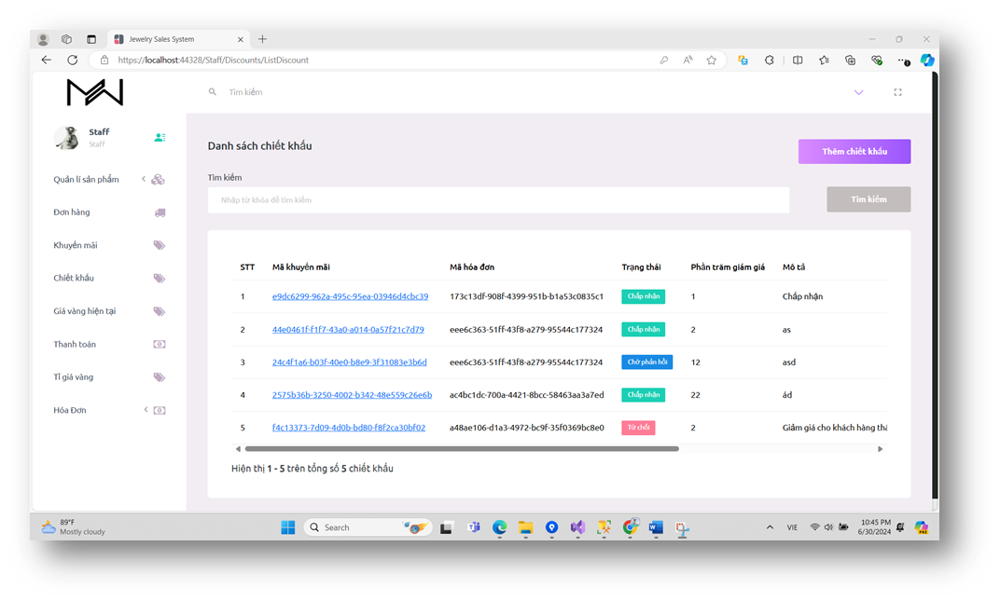 Jewelry Sales System
https://localhost:44328/Staff/Discounts/ListDiscount
Tìm kiếm
Staff
Staff
Quản lí sản phẩm
Đơn hàng
Khuyến mãi
Chiết khấu
Giá vàng hiện tại
Thanh toán
Tỉ giá vàng
Hóa Đơn
Danh sách chiết khấu
Thêm chiết khấu
Tìm kiếm
Nhập từ khóa để tìm kiếm
Tìm kiếm
STT Mã khuyến mãi Mã hóa đơn Trạng thái Phần trăm giảm giá Mô tả
1 e9dc6299-962a-495c-95ea-03946d4cbc39 173c13df-908f-4399-951b-b1a53c0835c1 Chấp nhận 1 Chấp nhận
2 44e0461f-f1f7-43a0-a014-0a57f21c7d79 eee6c363-51ff-43f8-a279-95544c177324 Chấp nhận 2 as
3 24c4f1a6-b03f-40e0-b8e9-3f31083e3b6d eee6c363-51ff-43f8-a279-95544c177324 Chờ phản hồi 12 asd
4 2575b36b-3250-4002-b342-48e559c26e6b ac4bc1dc-700a-4421-8bcc-58463aa3a7ed Chấp nhận 22 ád
5 f4c13373-7d09-4d0b-bd80-f8f2ca30bf02 a48ae106-d1a3-4972-bc9f-35f0369bc8e0 Từ chối 2 Giảm giá cho khách hàng thâ
Hiện thị 1 - 5 trên tổng số 5 chiết khấu
89°F
Mostly cloudy
Search
VIE
10:45 PM
6/30/2024